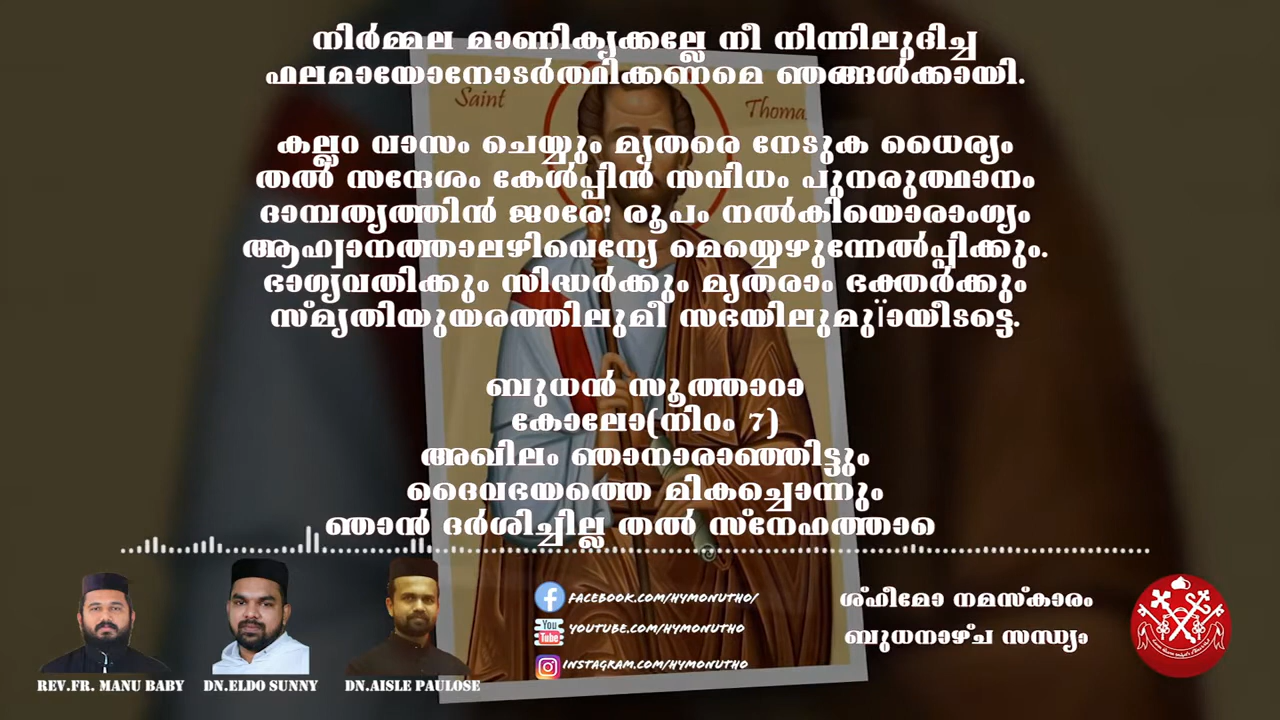 നിർമ്മല മാണിക്യക്കല്ലേ നീ നിന്നിലുദിച്ച
ഫലമായോനോടർത്ഥിക്കണമെ ഞങ്ങൾക്കായി.
Saint
Thoma
കല്ലറ വാസം ചെയ്യും മൃതരെ നേടുക ധൈര്യം
തൽ സന്ദേശം കേൾപ്പിൻ സവിധം പുനരുത്ഥാനം
ദാമ്പത്യത്തിൻ ജഠരേ! രൂപം നൽകിയൊരാംഗ്യം
ആഹ്വാനത്താലഴിവെന്യേ മെയ്യെഴുന്നേൽപ്പിക്കും.
ഭാഗ്യവതിക്കും സിദ്ധർക്കും മൃതരാം ഭക്തർക്കും
സ്മൃതിയുയരത്തിലുമീ സഭയിലുമുÏായീടട്ടെ.
ബുധൻ സൂത്താറാ
കോലോ(നിറം 7)
അഖിലം ഞാനാരാഞ്ഞിട്ടും
ദൈവഭയത്തെ മികച്ചൊന്നും
ഞാൻ ദർശിച്ചില്ല തൽ സ്നേഹത്താറെ
FACEBOOK.COM/HYMONUTHO/
YouTube
YOUTUBE.COM/HYMONUTHO
INSTAGRAM.COM/HYMONUTHO
ശ്ഹീമോ നമസ്കാരം
ബുധനാഴ്ച സന്ധ്യാ
REV.FR. MANU BABY
DN.ELDO SUNNY
DN.AISLE PAULOSE